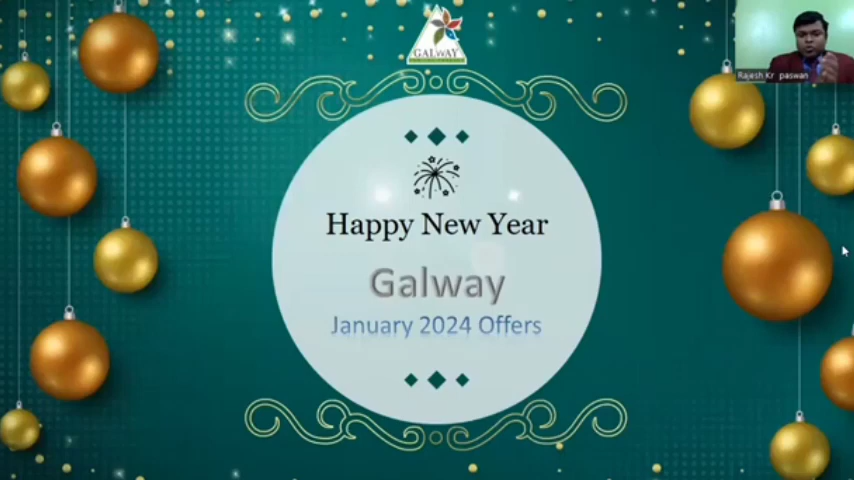 GALWAY
Rajesh Kr paswan
Happy New Year
Galway
January 2024 Offers